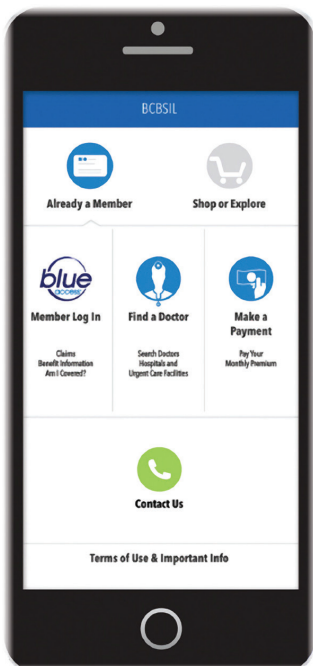 BCBSIL
Already a Member
Shop or Explore
blue
access
Member Log In
Claims
Benefit Information
Am I Covered?
Find a Doctor
Search Doctors
Hospitals and
Urgent Care Facilities
Make a
Payment
Pay Your
Monthly Premium
Contact Us
Terms of Use & Important Info